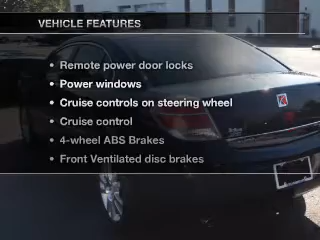 VEHICLE FEATURES
• Remote power door locks
• Power windows
• Cruise controls on steering wheel
• Cruise control
• 4-wheel ABS Brakes
• Front Ventilated disc brakes